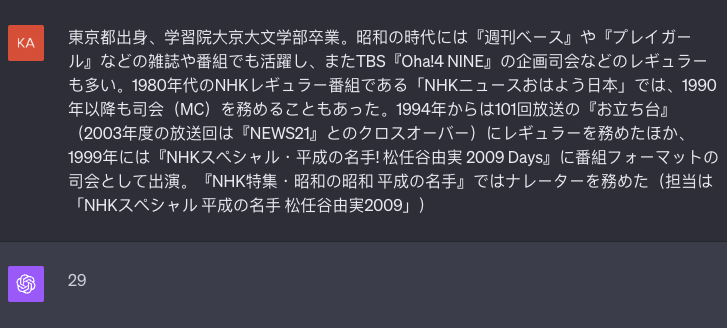 KA
東京都出身、学習院大京大文学部卒業。昭和の時代には『週刊ベース』や『プレイガー
ル』などの雑誌や番組でも活躍し、またTBS『Oha!4 NINE』の企画司会などのレギュラー
も多い。1980年代のNHKレギュラー番組である「NHKニュースおはよう日本」では、1990
年以降も司会（MC）を務めることもあった。1994年からは101回放送の『お立ち台』
（2003年度の放送回は『NEWS21』とのクロスオーバー）にレギュラーを務めたほか、
1999年には『NHKスペシャル・平成の名手! 松任谷由実 2009 Days』に番組フォーマットの
司会として出演。『NHK特集・昭和の昭和 平成の名手』ではナレーターを務めた（担当は
「NHKスペシャル 平成の名手 松任谷由実2009」）
29